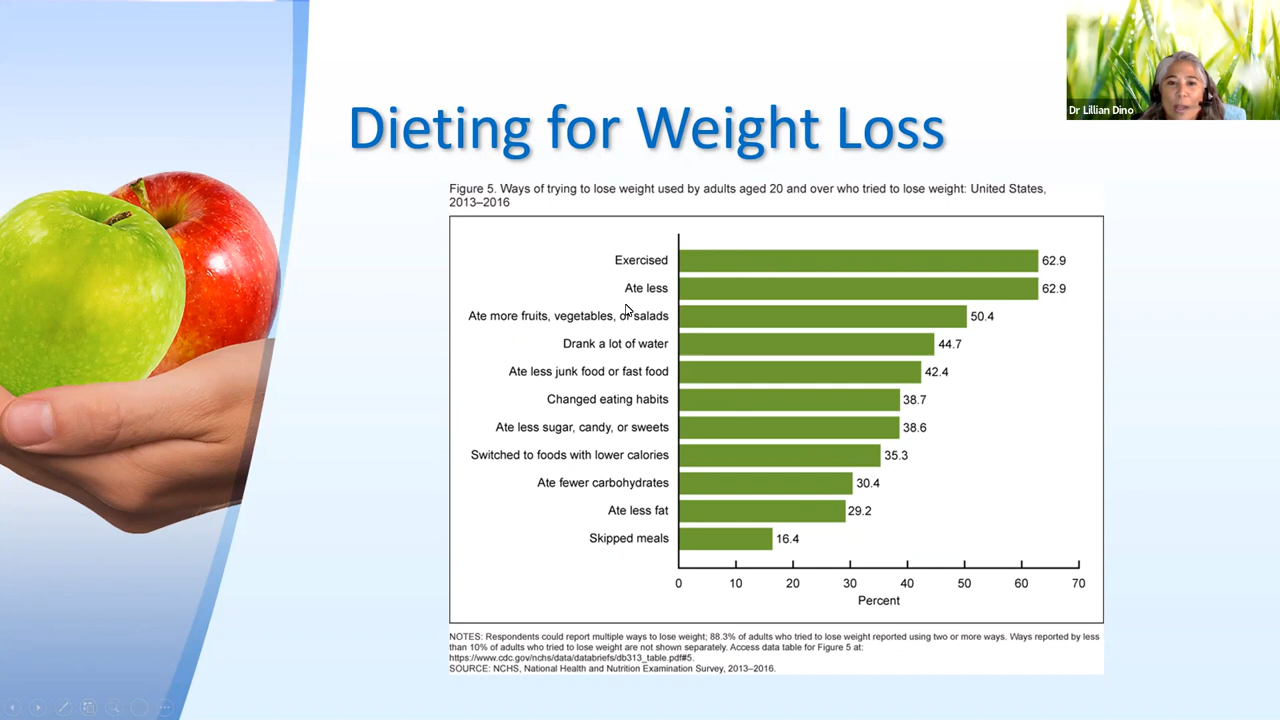 Dr Lillian Dino
Dieting for Weight Loss
Figure 5. Ways of trying to lose weight used by adults aged 20 and over who tried to lose weight: United States,
2013–2016
Exercised 62.9
Ate less 62.9
Ate more fruits, vegetables, or salads 50.4
Drank a lot of water 44.7
Ate less junk food or fast food 42.4
Changed eating habits 38.7
Ate less sugar, candy, or sweets 38.6
Switched to foods with lower calories 35.3
Ate fewer carbohydrates 30.4
Ate less fat 29.2
Skipped meals 16.4
0 10 20 30 40 50 60 70
Percent
NOTES: Respondents could report multiple ways to lose weight; 88.3% of adults who tried to lose weight reported using two or more ways. Ways reported by less
than 10% of adults who tried to lose weight are not shown separately. Access data table for Figure 5 at:
https://www.cdc.gov/nchs/data/databriefs/db313_table.pdf#5.
SOURCE: NCHS, National Health and Nutrition Examination Survey, 2013–2016.